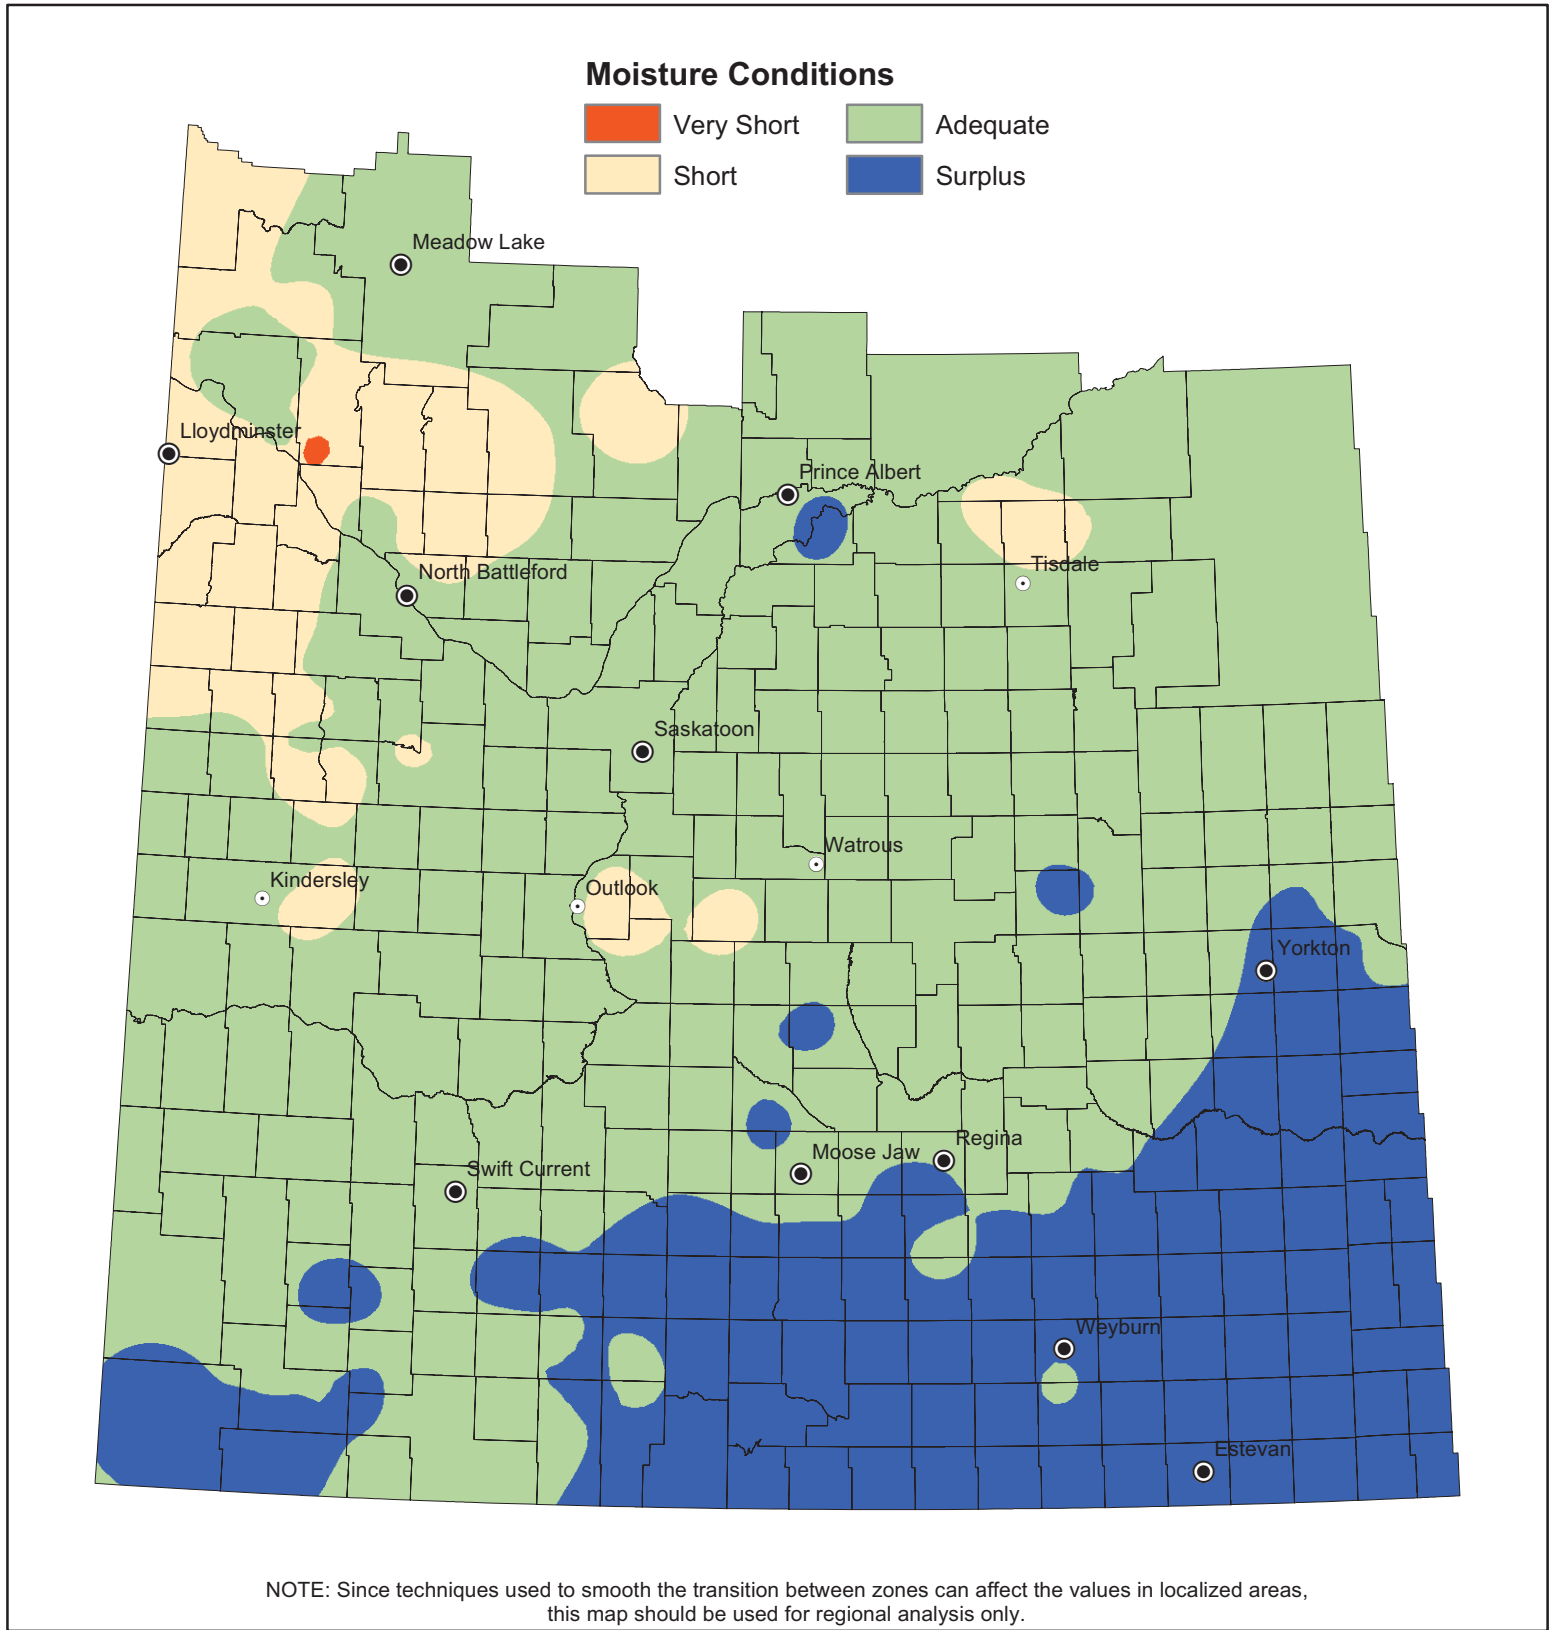 Moisture Conditions
Very Short
Adequate
Short
Surplus
Meadow Lake
Lloydminster
Prince Albert
Tisdale
North Battleford
Saskatoon
Watrous
Kindersley
Outlook
Yorkton
Regina
Moose Jaw
Swift Current
Weyburn
Estevan
NOTE: Since techniques used to smooth the transition between zones can affect the values in localized areas,
this map should be used for regional analysis only.